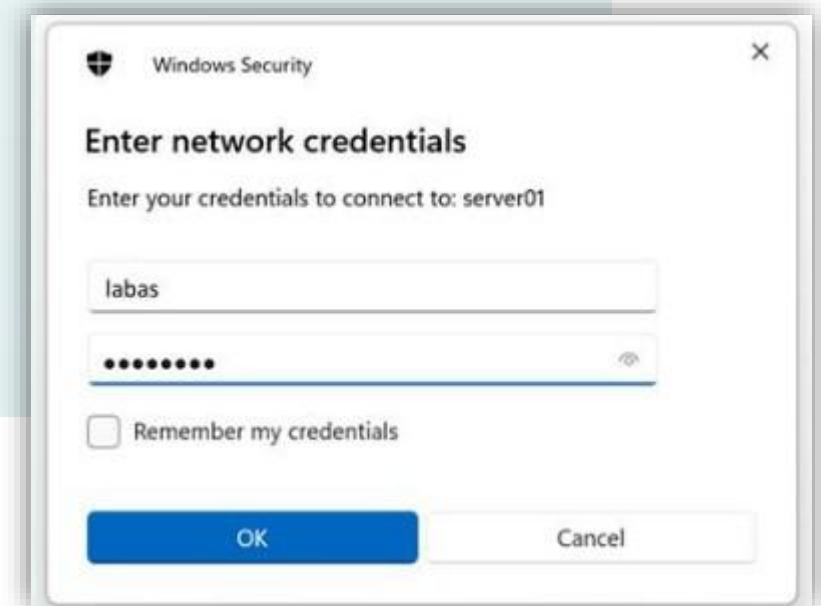 Windows Security
Enter network credentials
Enter your credentials to connect to: server01
labas
••••••••
Remember my credentials
OK
Cancel